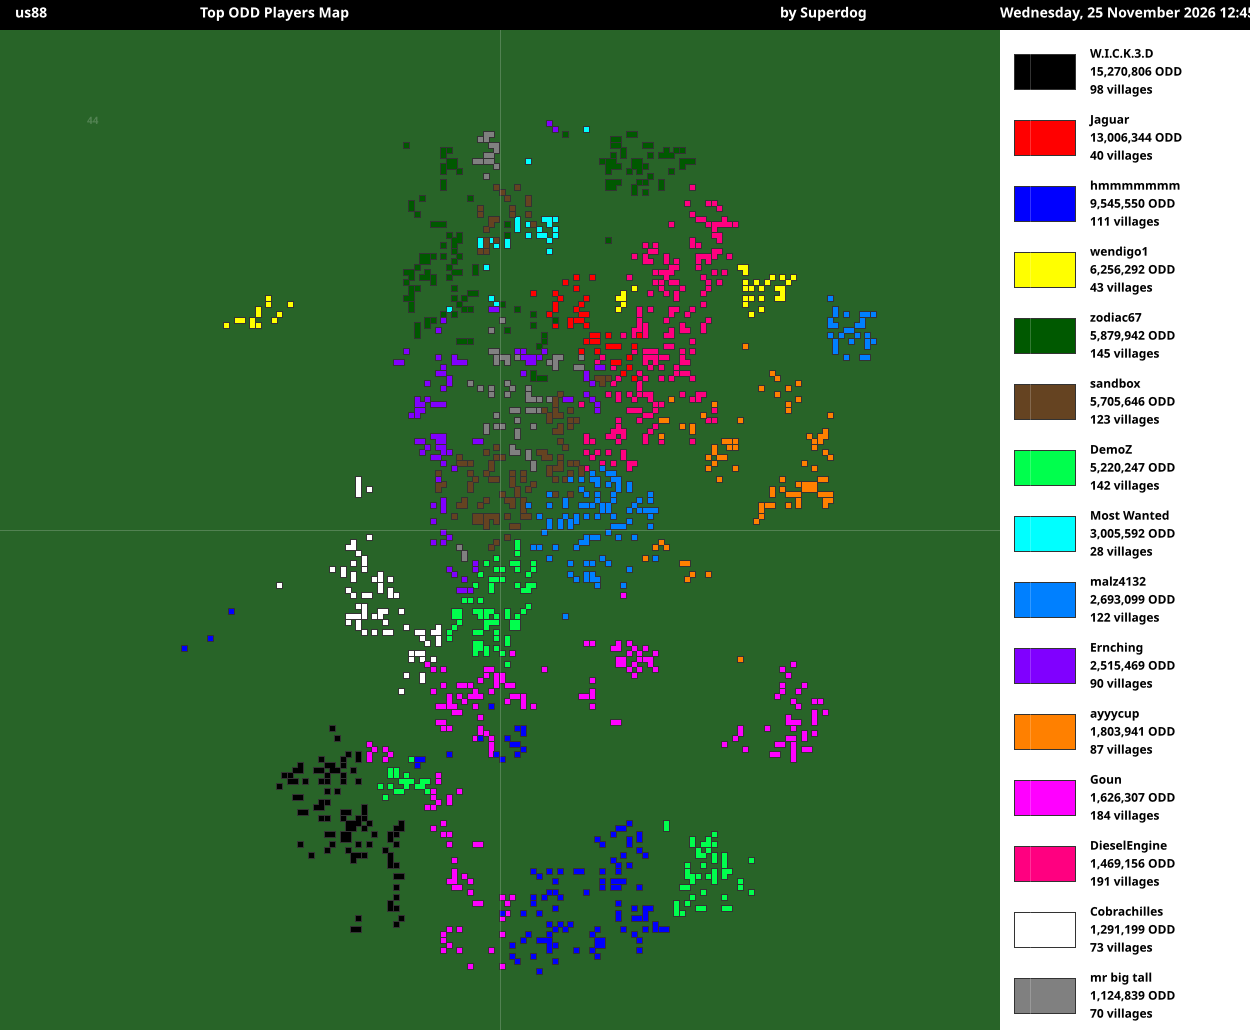 us88 Top ODD Players Map by Superdog Wednesday, 25 November 2026 12:45
44
W.I.C.K.3.D
15,270,806 ODD
98 villages
Jaguar
13,006,344 ODD
40 villages
hmmmmmmm
9,545,550 ODD
111 villages
wendigo1
6,256,292 ODD
43 villages
zodiac67
5,879,942 ODD
145 villages
sandbox
5,705,646 ODD
123 villages
DemoZ
5,220,247 ODD
142 villages
Most Wanted
3,005,592 ODD
28 villages
malz4132
2,693,099 ODD
122 villages
Ernching
2,515,469 ODD
90 villages
ayyycup
1,803,941 ODD
87 villages
Goun
1,626,307 ODD
184 villages
DieselEngine
1,469,156 ODD
191 villages
Cobrachilles
1,291,199 ODD
73 villages
mr big tall
1,124,839 ODD
70 villages